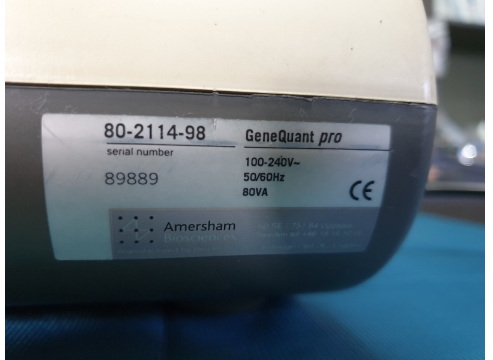 80-2114-98
serial number
89889
GeneQuant pro
100-240V~
50/60Hz
80VA
CE
Amersham
Biosciences